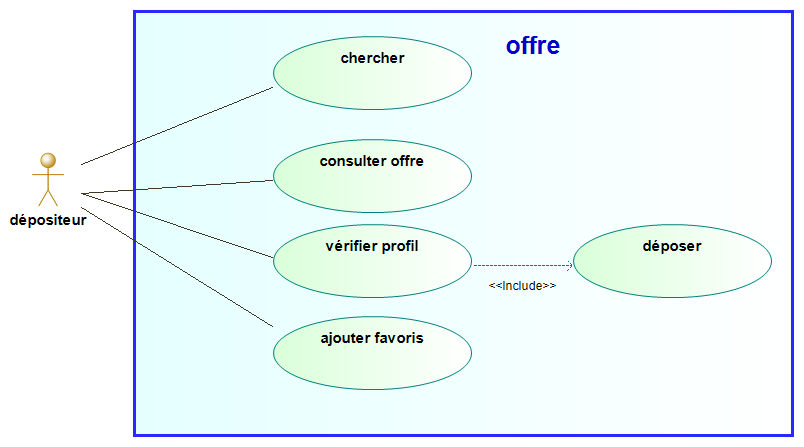 offre
chercher
consulter offre
dépositeur
vérifier profil
déposer
<<Include>>
ajouter favoris